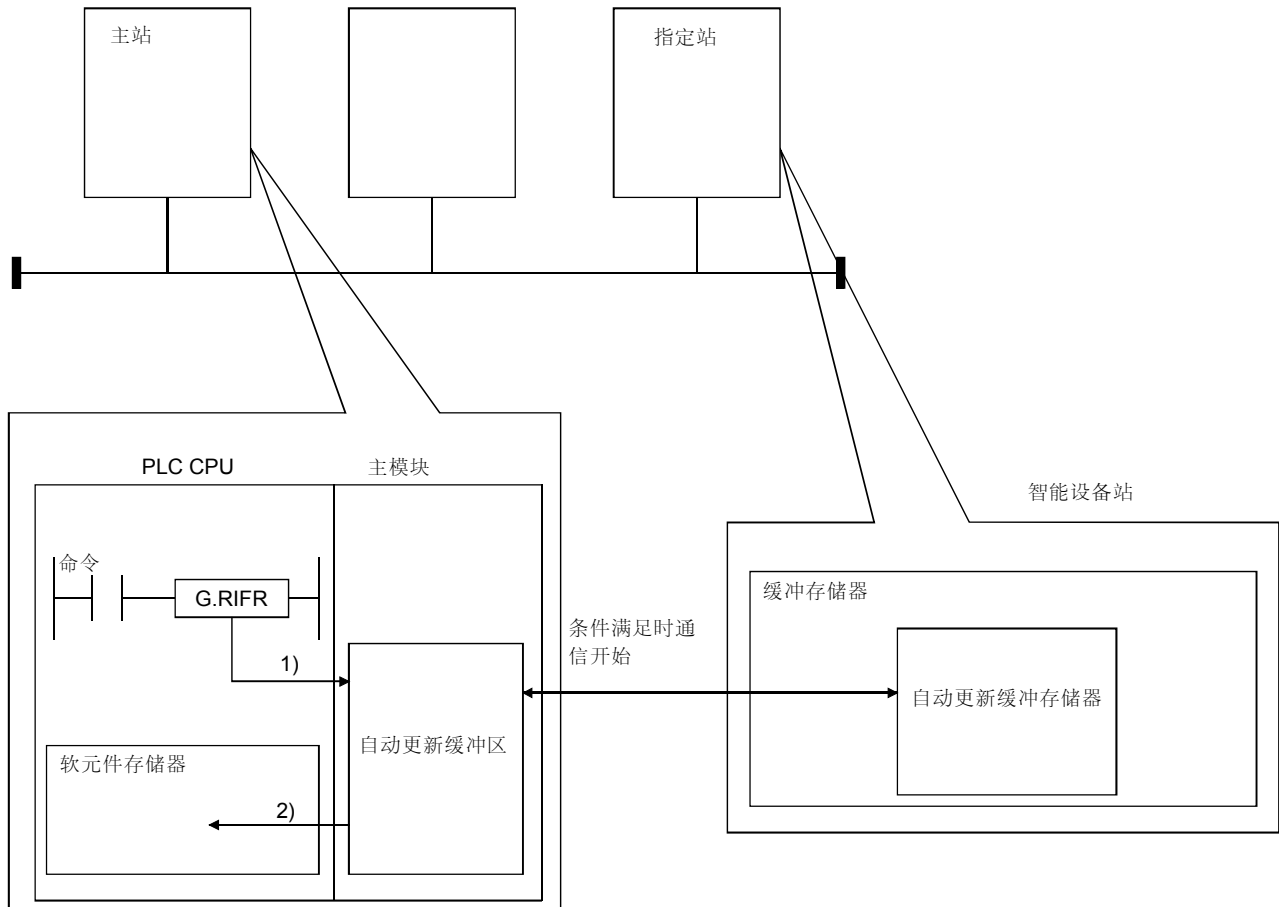 主站
指定站
PLC CPU
主模块
智能设备站
命令
G.RIFR
缓冲存储器
条件满足时通
信开始
1)
自动更新缓冲存储器
自动更新缓冲区
软元件存储器
2)